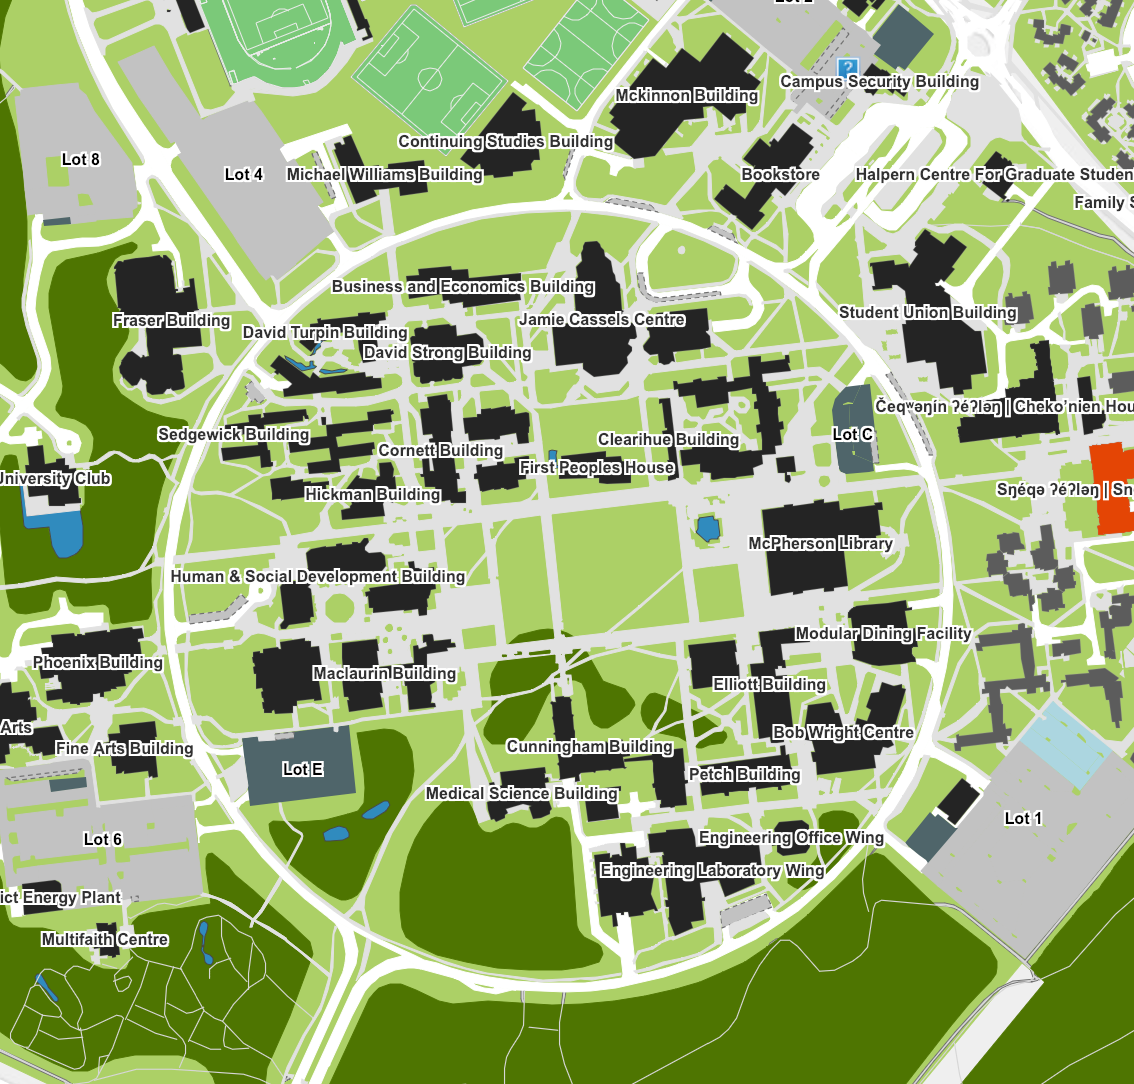 Lot 2
?
Campus Security Building
Mckinnon Building
Continuing Studies Building
Lot 8
Lot 4
Michael Williams Building
Bookstore
Halpern Centre For Graduate Studen
Family S
Business and Economics Building
Fraser Building
David Turpin Building
Jamie Cassels Centre
Student Union Building
David Strong Building
Čeqʷəŋín ʔéʔləŋ | Cheko'nien Hou
Sedgewick Building
Cornett Building
Clearihue Building
Lot C
First Peoples House
University Club
Hickman Building
Sŋéqə ʔéʔləŋ | Sn
McPherson Library
Human & Social Development Building
Modular Dining Facility
Phoenix Building
Maclaurin Building
Elliott Building
Arts
Fine Arts Building
Cunningham Building
Bob Wright Centre
Lot E
Petch Building
Medical Science Building
Lot 1
Lot 6
Engineering Office Wing
Engineering Laboratory Wing
ict Energy Plant
Multifaith Centre